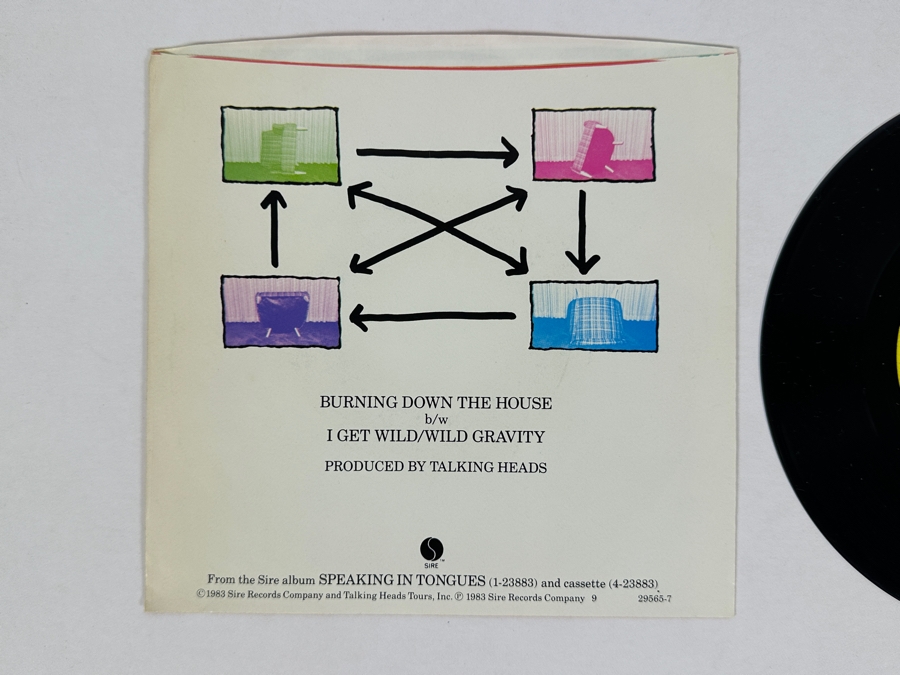 BURNING DOWN THE HOUSE
b/w
I GET WILD/WILD GRAVITY
PRODUCED BY TALKING HEADS
SIRE™
From the Sire album SPEAKING IN TONGUES (1-23883) and cassette (4-23883)
©1983 Sire Records Company and Talking Heads Tours, Inc. ℗ 1983 Sire Records Company 9 29565-7